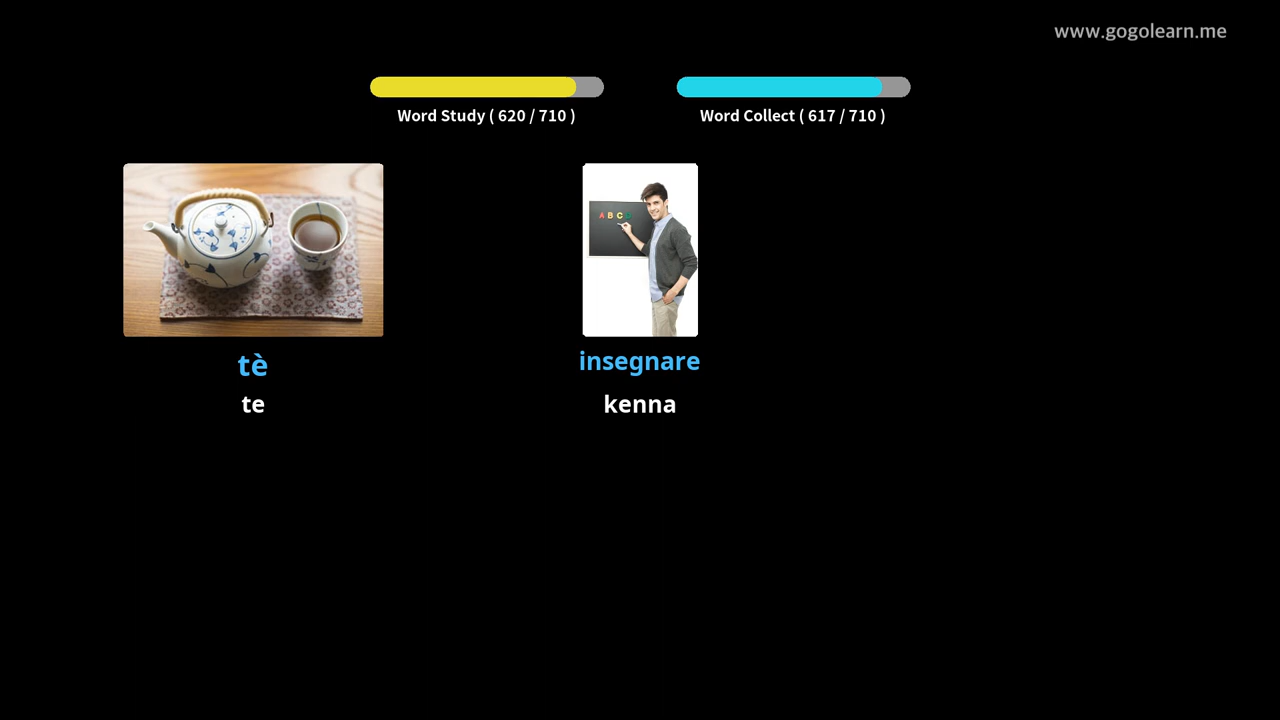 www.gogolearn.me
Word Study ( 620 / 710 )
Word Collect ( 617 / 710 )
A B C D
tè
te
insegnare
kenna